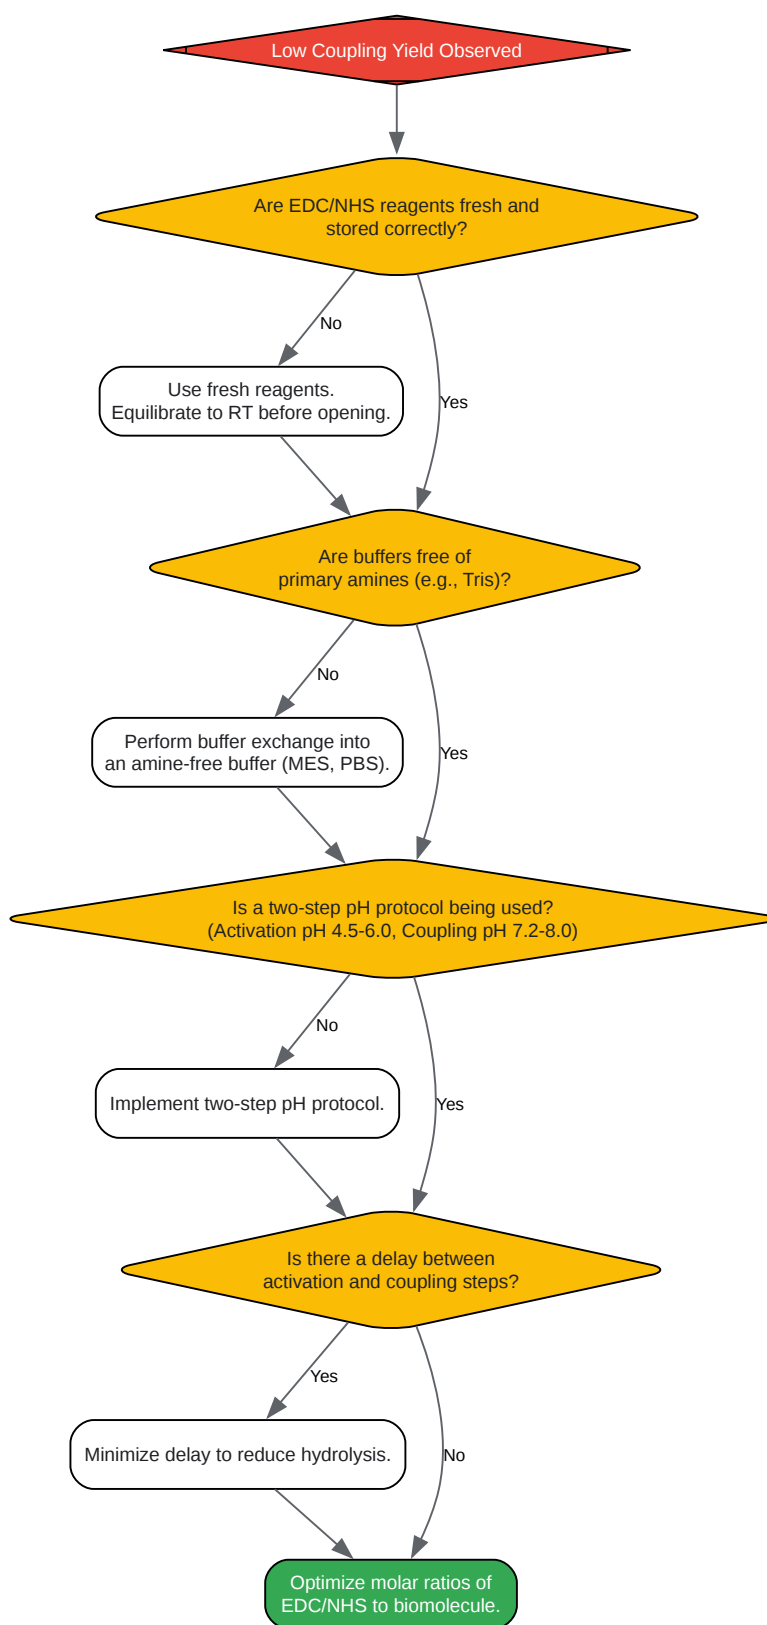 Low Coupling Yield Observed
Are EDC/NHS reagents fresh and
stored correctly?
No
Use fresh reagents.
Equilibrate to RT before opening.
Yes
Are buffers free of
primary amines (e.g., Tris)?
No
Perform buffer exchange into
an amine-free buffer (MES, PBS).
Yes
Is a two-step pH protocol being used?
(Activation pH 4.5-6.0, Coupling pH 7.2-8.0)
No
Implement two-step pH protocol.
Yes
Is there a delay between
activation and coupling steps?
Yes
Minimize delay to reduce hydrolysis.
No
Optimize molar ratios of
EDC/NHS to biomolecule.